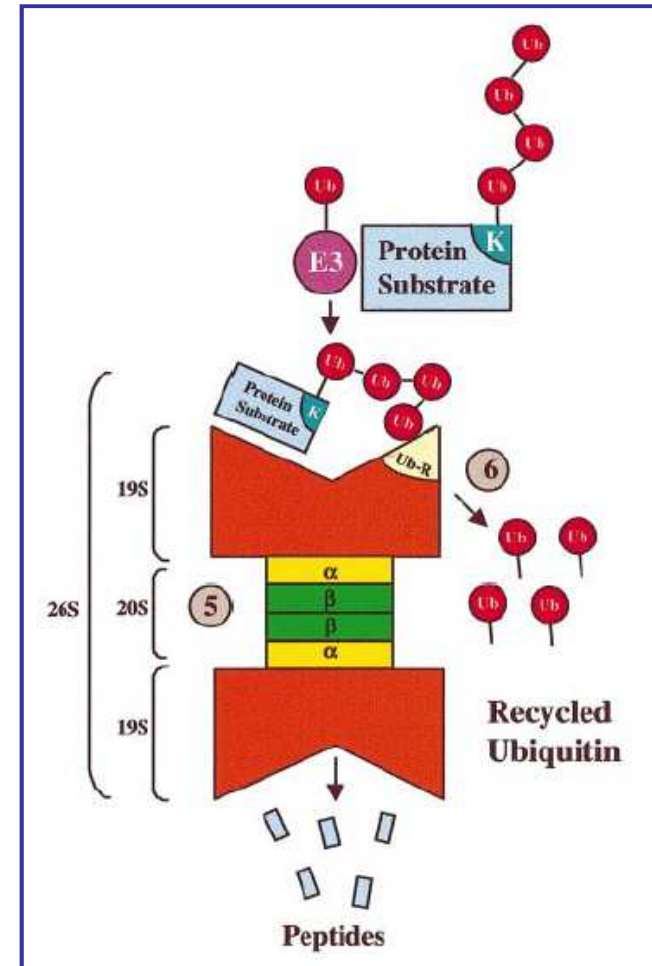 Ub
Ub
Ub
Ub
Ub
E3
K
Protein
Substrate
Ub
Ub
Ub
Protein
Substrate
K
Ub
Ub-R
6
19S
Ub
Ub
α
26S
20S
5
β
β
Ub
Ub
α
19S
Recycled
Ubiquitin
Peptides